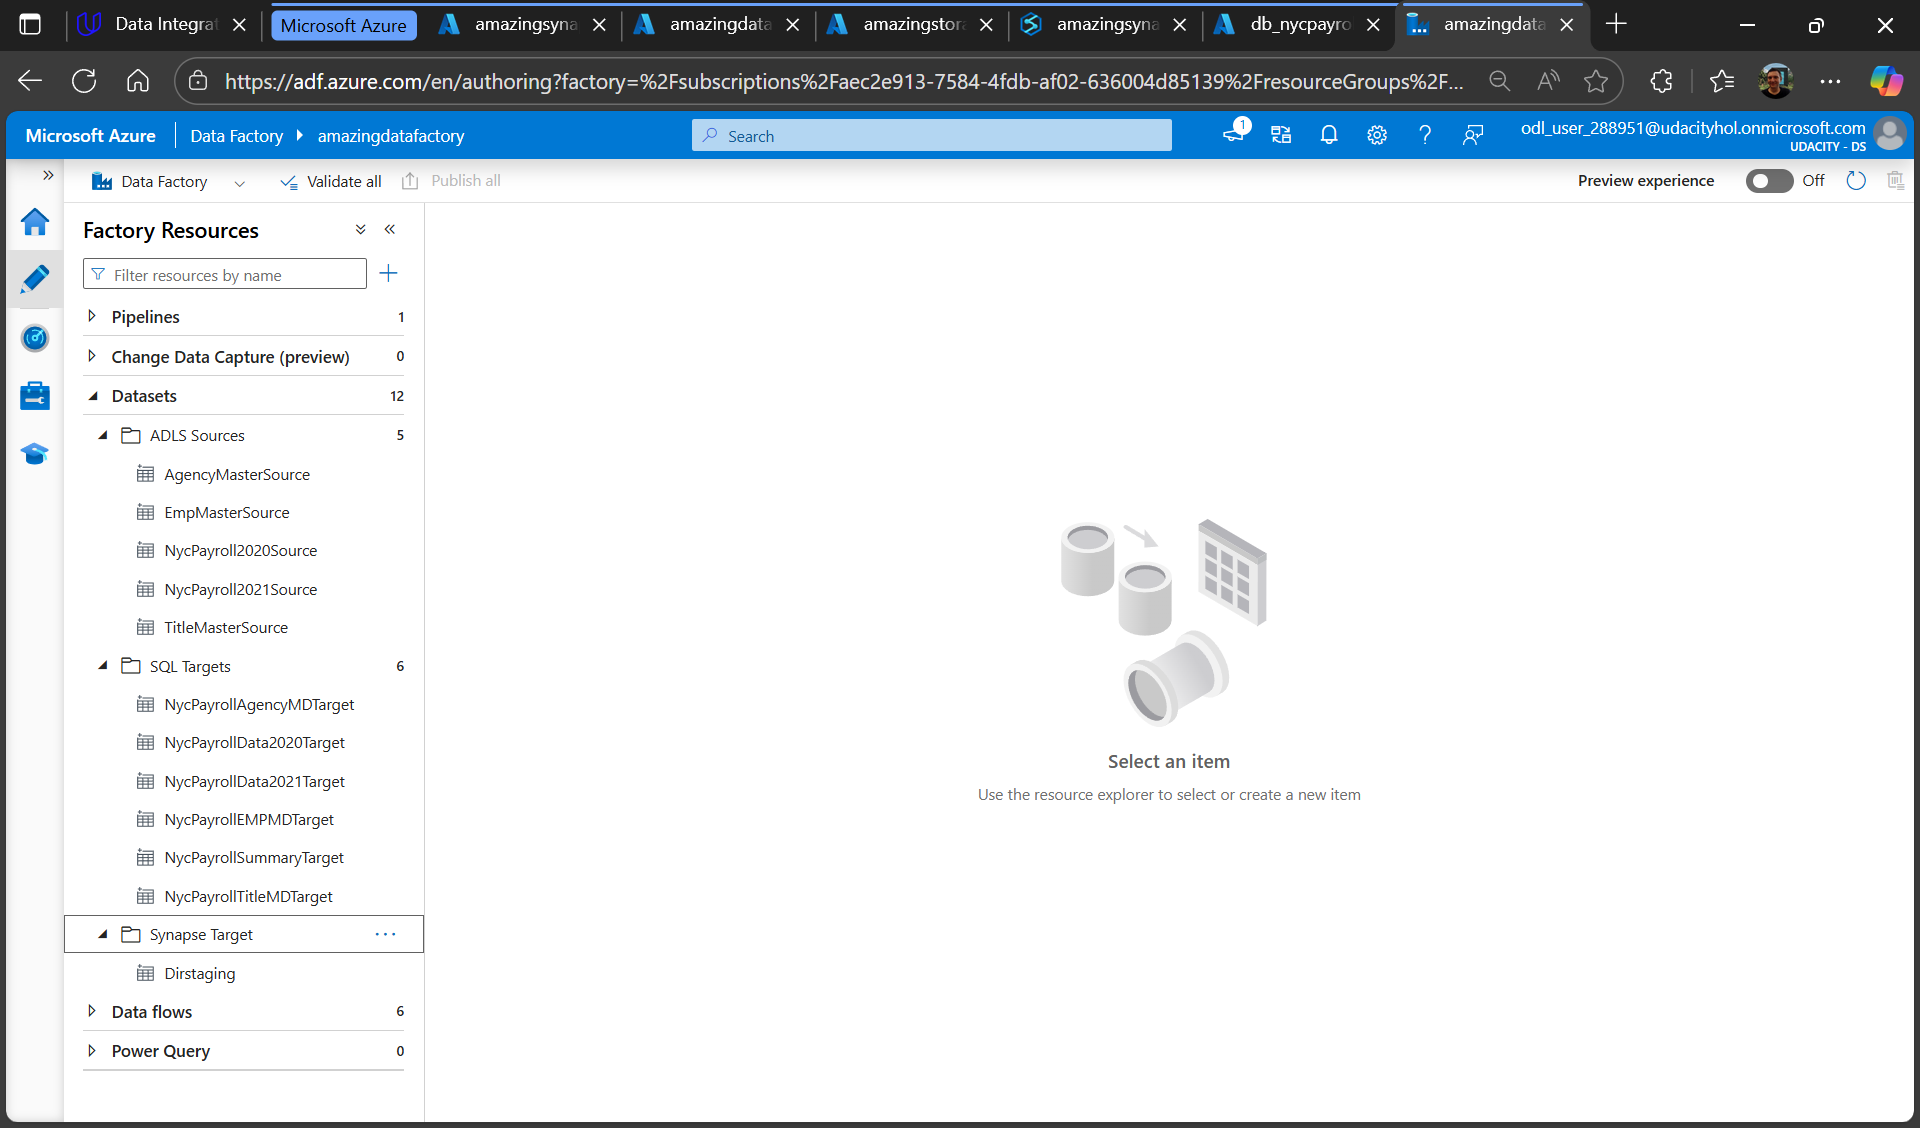 Data Integrat
Microsoft Azure
amazingsyna
amazingdata
amazingstora
amazingsyna
db_nycpayro
amazingdata
https://adf.azure.com/en/authoring?factory=%2Fsubscriptions%2Faec2e913-7584-4fdb-af02-636004d85139%2FresourceGroups%2F...
Microsoft Azure
Data Factory
amazingdatafactory
Search
1
odl_user_288951@udacityhol.onmicrosoft.com
UDACITY - DS
Data Factory
Validate all
Publish all
Preview experience
Off
Factory Resources
Filter resources by name
Pipelines 1
Change Data Capture (preview) 0
Datasets 12
ADLS Sources 5
AgencyMasterSource
EmpMasterSource
NycPayroll2020Source
NycPayroll2021Source
TitleMasterSource
SQL Targets 6
NycPayrollAgencyMDTarget
NycPayrollData2020Target
NycPayrollData2021Target
NycPayrollEMPMDTarget
NycPayrollSummaryTarget
NycPayrollTitleMDTarget
Synapse Target
Dirstaging
Data flows 6
Power Query 0
Select an item
Use the resource explorer to select or create a new item